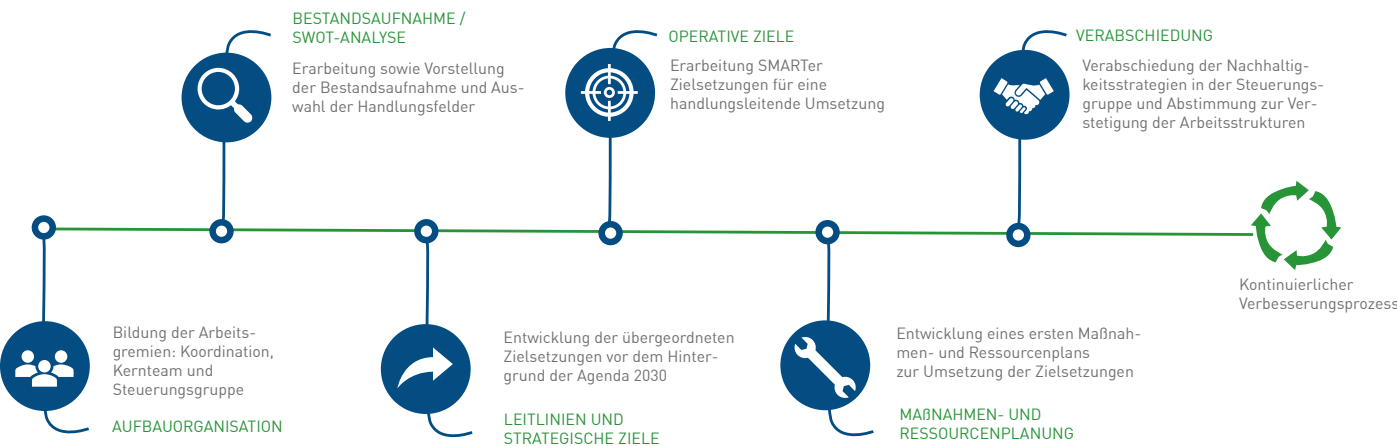 BESTANDSAUFNAHME /
SWOT-ANALYSE
Erarbeitung sowie Vorstellung
der Bestandsaufnahme und Aus-
wahl der Handlungsfelder
OPERATIVE ZIELE
Erarbeitung SMARTer
Zielsetzungen für eine
handlungsleitende Umsetzung
VERABSCHIEDUNG
Verabschiedung der Nachhaltig-
keitsstrategien in der Steuerungs-
gruppe und Abstimmung zur Ver-
stetigung der Arbeitsstrukturen
Kontinuierlicher
Verbesserungsprozess
Bildung der Arbeits-
gremien: Koordination,
Kernteam und
Steuerungsgruppe
AUFBAUORGANISATION
Entwicklung der übergeordneten
Zielsetzungen vor dem Hinter-
grund der Agenda 2030
LEITLINIEN UND
STRATEGISCHE ZIELE
Entwicklung eines ersten Maßnah-
men- und Ressourcenplans
zur Umsetzung der Zielsetzungen
MAßNAHMEN- UND
RESSOURCENPLANUNG